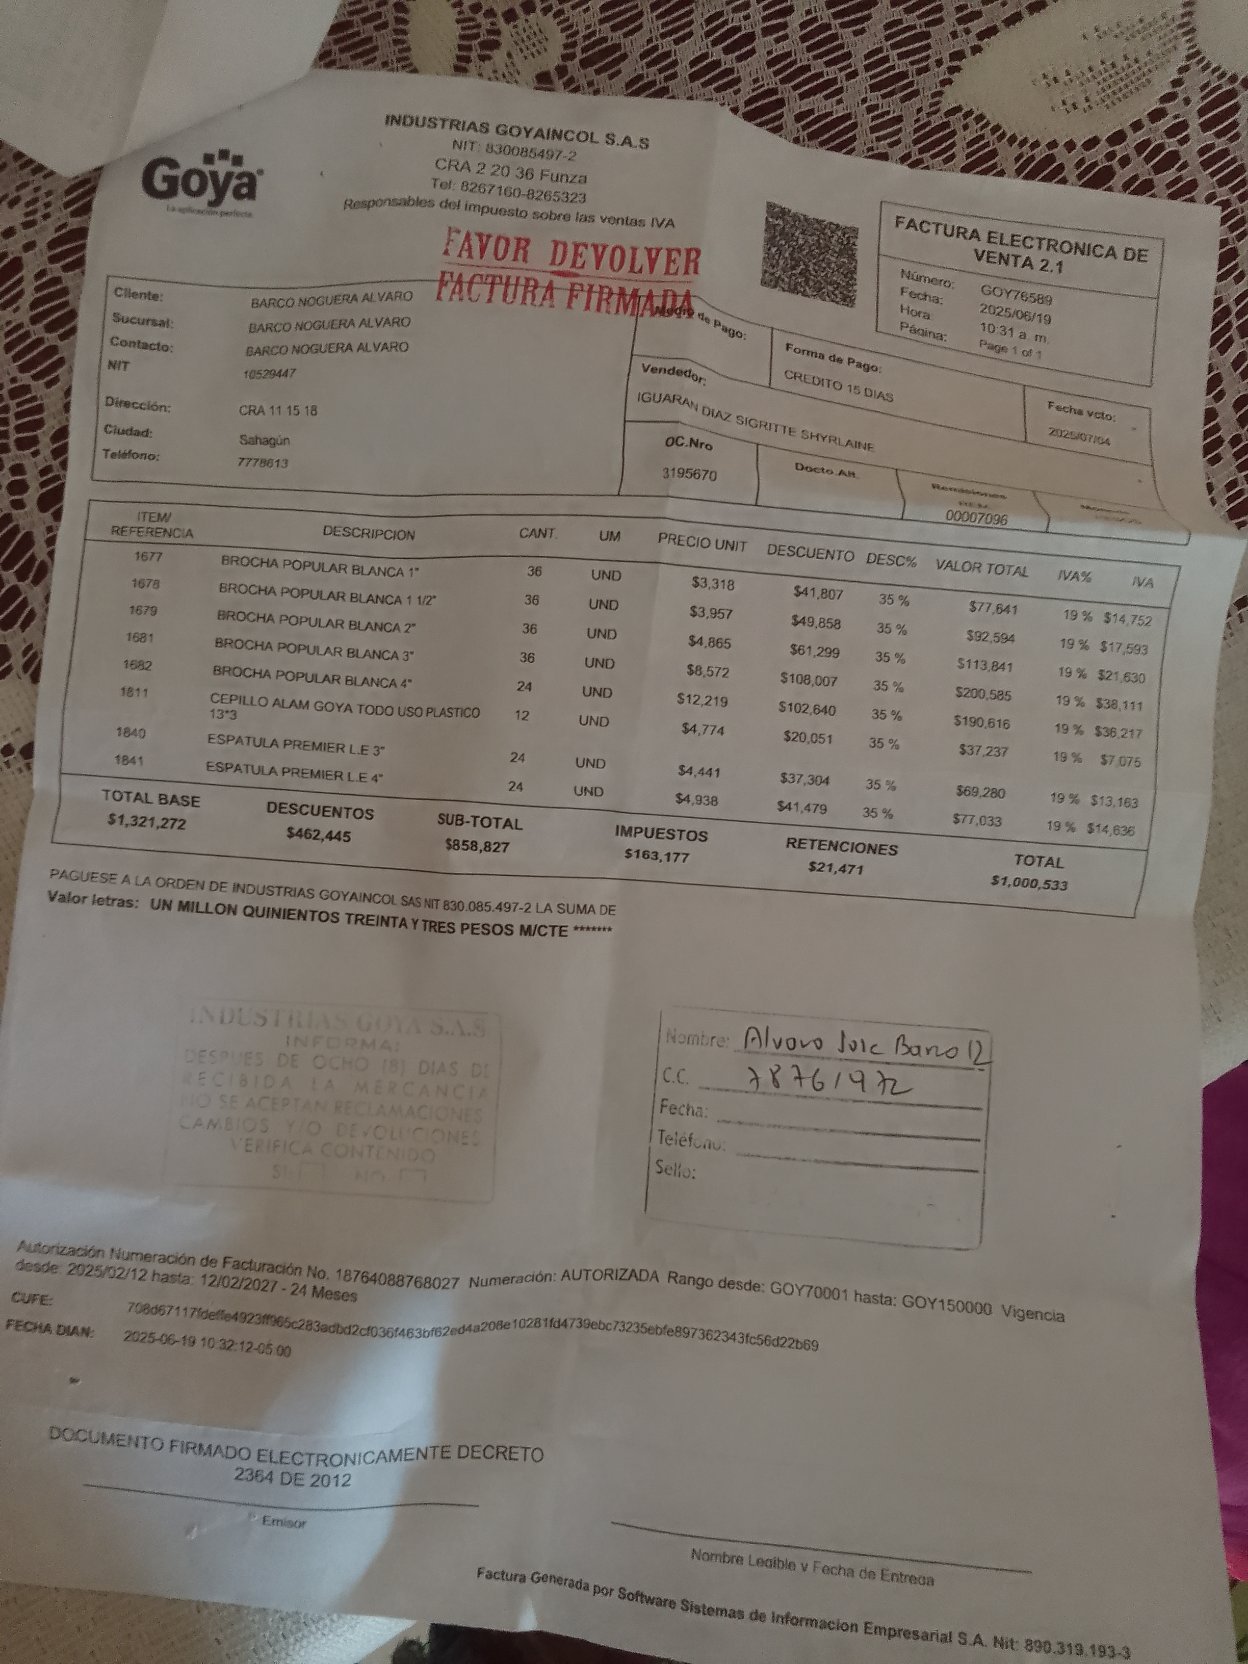 INDUSTRIAS GOYAINCOL S.A.S
NIT: 830085497-2
CRA 2 20 36 Funza
Tel: 8267160-8265323
Responsables del impuesto sobre las ventas IVA
Goya
La aplicación perfecta
FAVOR DEVOLVER
FACTURA FIRMADA
FACTURA ELECTRONICA DE
VENTA 2.1
Número: GOY76589
Fecha: 2025/06/19
Hora: 10:31 a. m.
Página: Page 1 of 1
Cliente: BARCO NOGUERA ALVARO
Sucursal: BARCO NOGUERA ALVARO
Contacto: BARCO NOGUERA ALVARO
NIT 10529447
Dirección: CRA 11 15 18
Ciudad: Sahagún
Teléfono: 7778613
Medio de Pago:
Forma de Pago:
CREDITO 15 DIAS
Vendedor:
IGUARAN DIAZ SIGRITTE SHYRLAINE
Fecha vcto:
2025/07/04
OC.Nro
3195670
Docto.Alt.
Remisiones
00007096
ITEM/ REFERENCIA DESCRIPCION CANT. UM PRECIO UNIT DESCUENTO DESC% VALOR TOTAL IVA% IVA
1677 BROCHA POPULAR BLANCA 1" 36 UND $3,318 $41,807 35 % $77,641 19 % $14,752
1678 BROCHA POPULAR BLANCA 1 1/2" 36 UND $3,957 $49,858 35 % $92,594 19 % $17,593
1679 BROCHA POPULAR BLANCA 2" 36 UND $4,865 $61,299 35 % $113,841 19 % $21,630
1681 BROCHA POPULAR BLANCA 3" 36 UND $8,572 $108,007 35 % $200,585 19 % $38,111
1682 BROCHA POPULAR BLANCA 4" 24 UND $12,219 $102,640 35 % $190,616 19 % $36,217
1811 CEPILLO ALAM GOYA TODO USO PLASTICO 12 UND $4,774 $20,051 35 % $37,237 19 % $7,075
13*3
1840 ESPATULA PREMIER L.E 3" 24 UND $4,441 $37,304 35 % $69,280 19 % $13,163
1841 ESPATULA PREMIER L.E 4" 24 UND $4,938 $41,479 35 % $77,033 19 % $14,636
TOTAL BASE DESCUENTOS SUB-TOTAL IMPUESTOS RETENCIONES TOTAL
$1,321,272 $462,445 $858,827 $163,177 $21,471 $1,000,533
PAGUESE A LA ORDEN DE INDUSTRIAS GOYAINCOL SAS NIT 830.085.497-2 LA SUMA DE
Valor letras: UN MILLON QUINIENTOS TREINTA Y TRES PESOS M/CTE *******
INDUSTRIAS GOYA S.A.S
INFORMA:
DESPUES DE OCHO (8) DIAS DE
RECIBIDA LA MERCANCIA
NO SE ACEPTAN RECLAMACIONES
CAMBIOS Y/O DEVOLUCIONES
VERIFICA CONTENIDO
SI: NO.
Nombre: Alvaro Jose Barco
C.C. 78761972
Fecha:
Teléfono:
Sello:
Autorización Numeración de Facturación No. 18764088768027 Numeración: AUTORIZADA Rango desde: GOY70001 hasta: GOY150000 Vigencia
desde: 2025/02/12 hasta: 12/02/2027 - 24 Meses
CUFE: 708d67117fdeffe4923ff965c283adbd2cf036f463bf62ed4a208e10281fd4739ebc73235ebfe897362343fc56d22b69
FECHA DIAN: 2025-06-19 10:32:12-05:00
DOCUMENTO FIRMADO ELECTRONICAMENTE DECRETO
2364 DE 2012
Emisor
Nombre Legible y Fecha de Entrega
Factura Generada por Software Sistemas de Informacion Empresarial S.A. Nit: 890.319.193-3